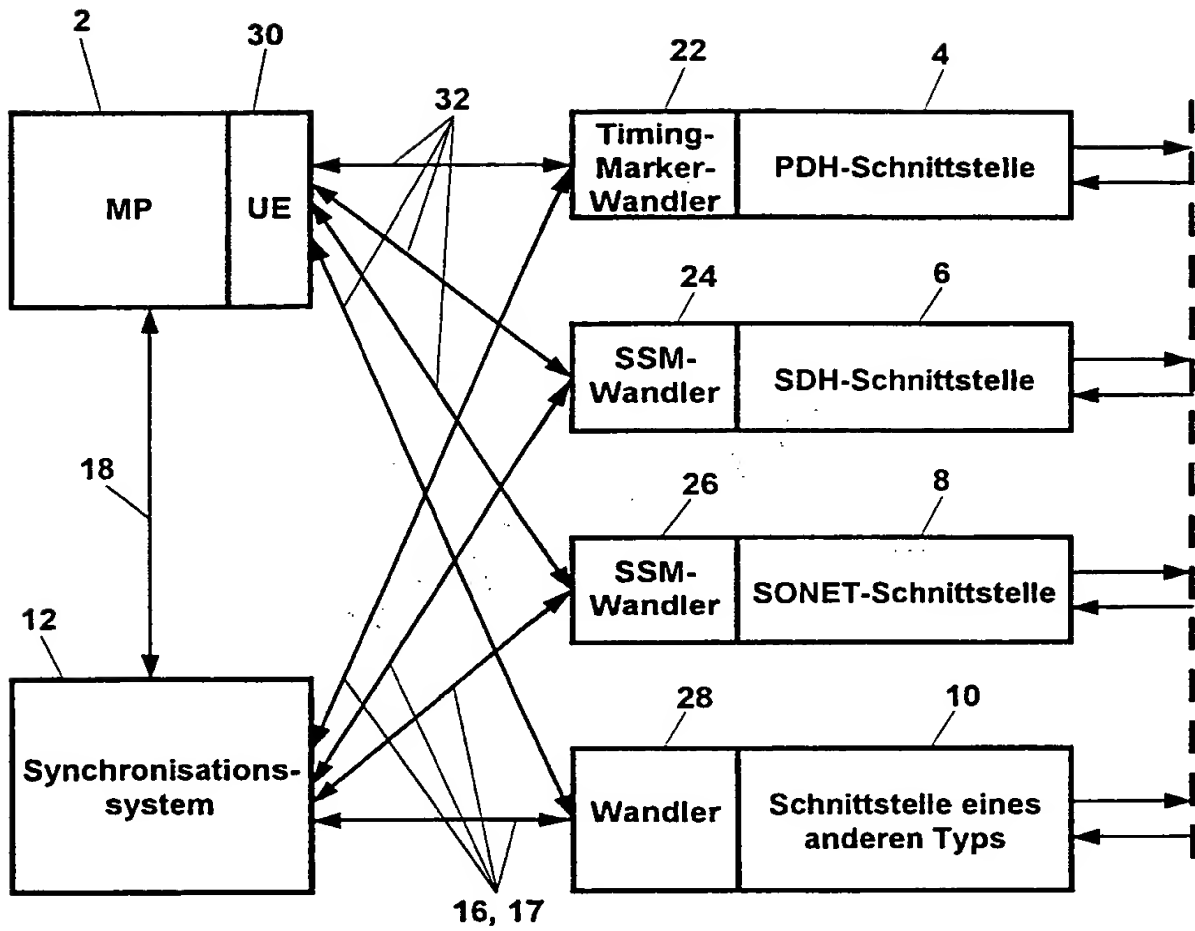 2
30
22
4
32
MP
UE
Timing-
Marker-
Wandler
PDH-Schnittstelle
24
6
SSM-
Wandler
SDH-Schnittstelle
18
26
8
SSM-
Wandler
SONET-Schnittstelle
12
28
10
Synchronisations-
system
Wandler
Schnittstelle eines
anderen Typs
16, 17